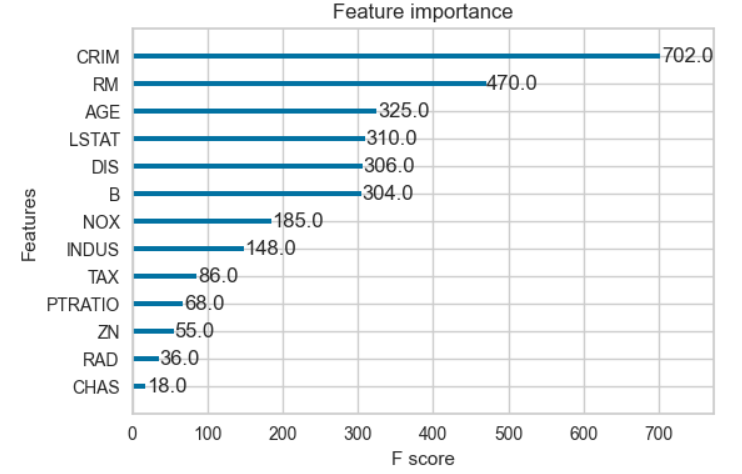 Feature importance
Features
CRIM 702.0
RM 470.0
AGE 325.0
LSTAT 310.0
DIS 306.0
B 304.0
NOX 185.0
INDUS 148.0
TAX 86.0
PTRATIO 68.0
ZN 55.0
RAD 36.0
CHAS 18.0
0 100 200 300 400 500 600 700
F score